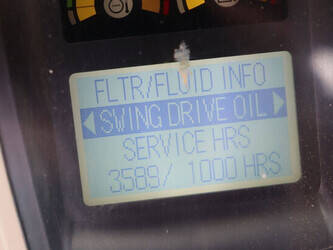 FLTR/FLUID INFO
SWING DRIVE OIL
SERVICE HRS
3589/ 1000 HRS